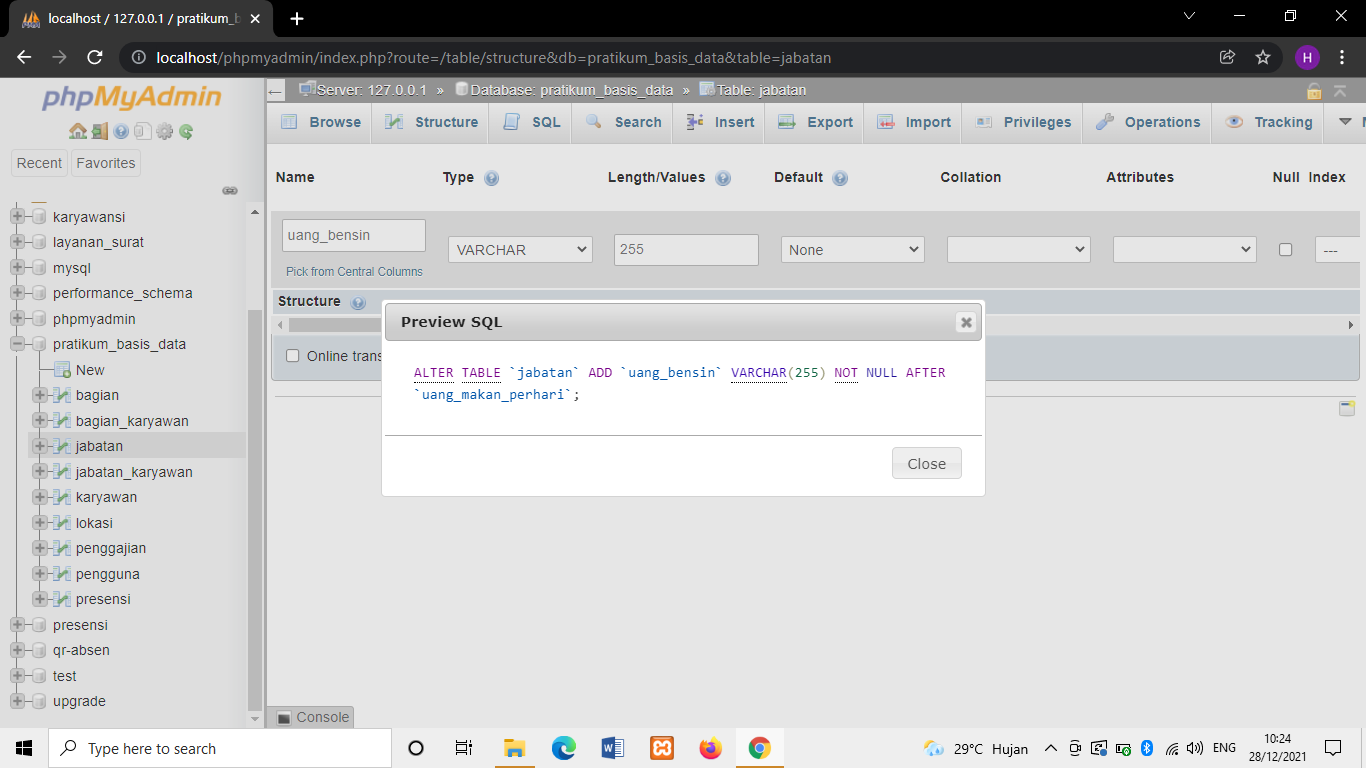 localhost / 127.0.0.1 / pratikum_b
localhost/phpmyadmin/index.php?route=/table/structure&db=pratikum_basis_data&table=jabatan
H
phpMyAdmin
Recent Favorites
karyawansi
layanan_surat
mysql
performance_schema
phpmyadmin
pratikum_basis_data
New
bagian
bagian_karyawan
jabatan
jabatan_karyawan
karyawan
lokasi
penggajian
pengguna
presensi
presensi
qr-absen
test
upgrade
Server: 127.0.0.1 » Database: pratikum_basis_data » Table: jabatan
Browse Structure SQL Search Insert Export Import Privileges Operations Tracking
Name Type Length/Values Default Collation Attributes Null Index
uang_bensin VARCHAR 255 None ---
Pick from Central Columns
Structure
Online trans
Preview SQL
ALTER TABLE `jabatan` ADD `uang_bensin` VARCHAR(255) NOT NULL AFTER
`uang_makan_perhari`;
Close
Console
Type here to search
29°C Hujan
ENG
10:24
28/12/2021